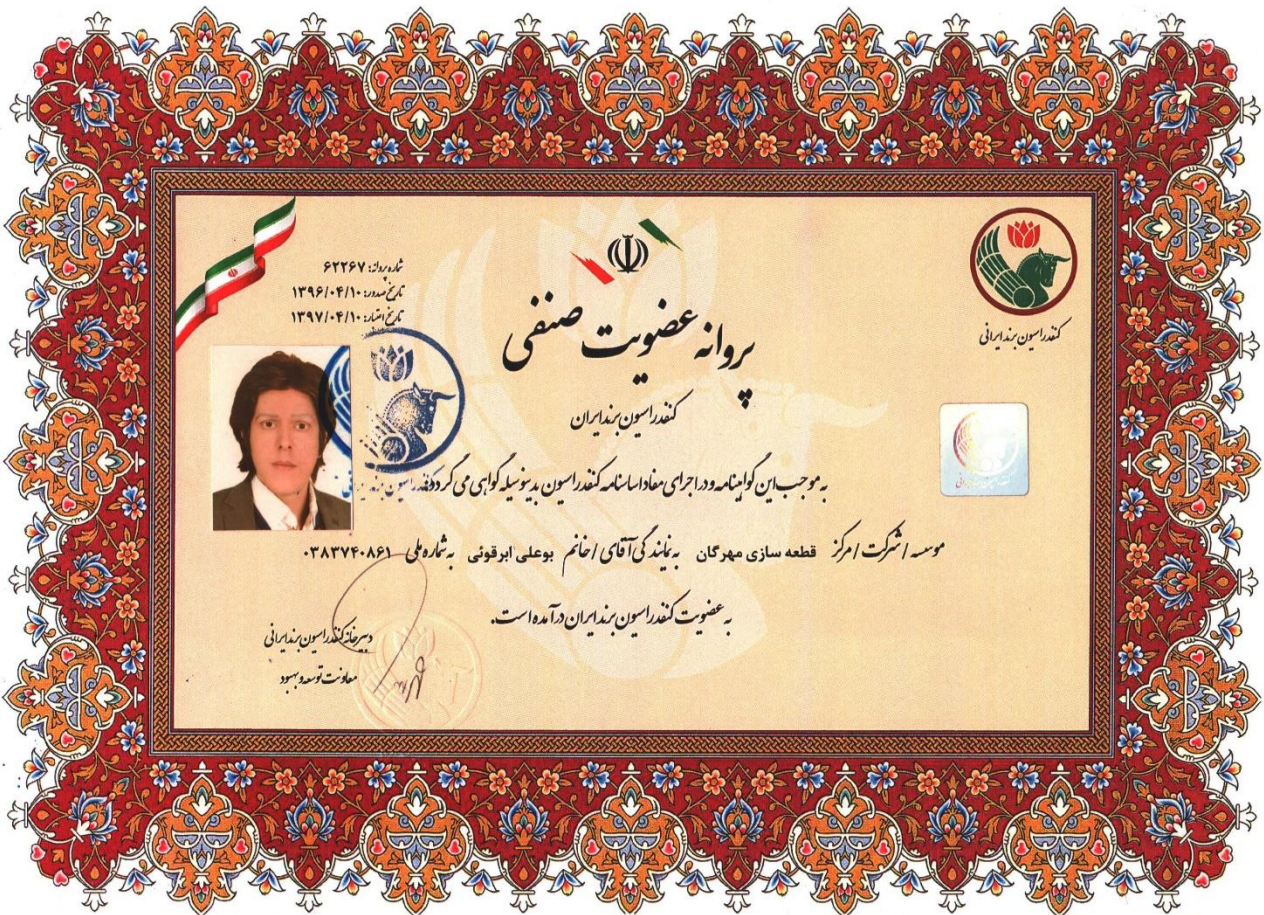 شماره پروانه: ۶۲۲۶۷
تاریخ صدور: ۱۳۹۶/۰۴/۱۰
تاریخ اعتبار: ۱۳۹۷/۰۴/۱۰
کنفدراسیون برند ایرانی
پروانه عضویت صنفی
کنفدراسیون برند ایران
به موجب این گواهینامه و در اجرای مفاد اساسنامه کنفدراسیون بدینوسیله گواهی می گردد
کنفدراسیون برند ایرانی
موسسه / شرکت / مرکز قطعه سازی مهرگان به نمایندگی آقای / خانم بوعلی ابرقوئی به شماره ملی ۰۳۸۳۷۴۰۸۶۱
به عضویت کنفدراسیون برند ایران درآمده است.
دبیرخانه کنفدراسیون برند ایرانی
معاونت توسعه و بهبود